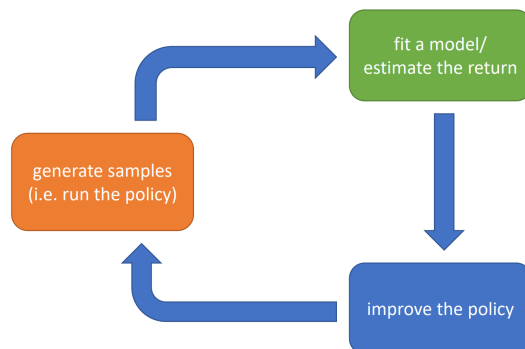 fit a model/
estimate the return
generate samples
(i.e. run the policy)
improve the policy